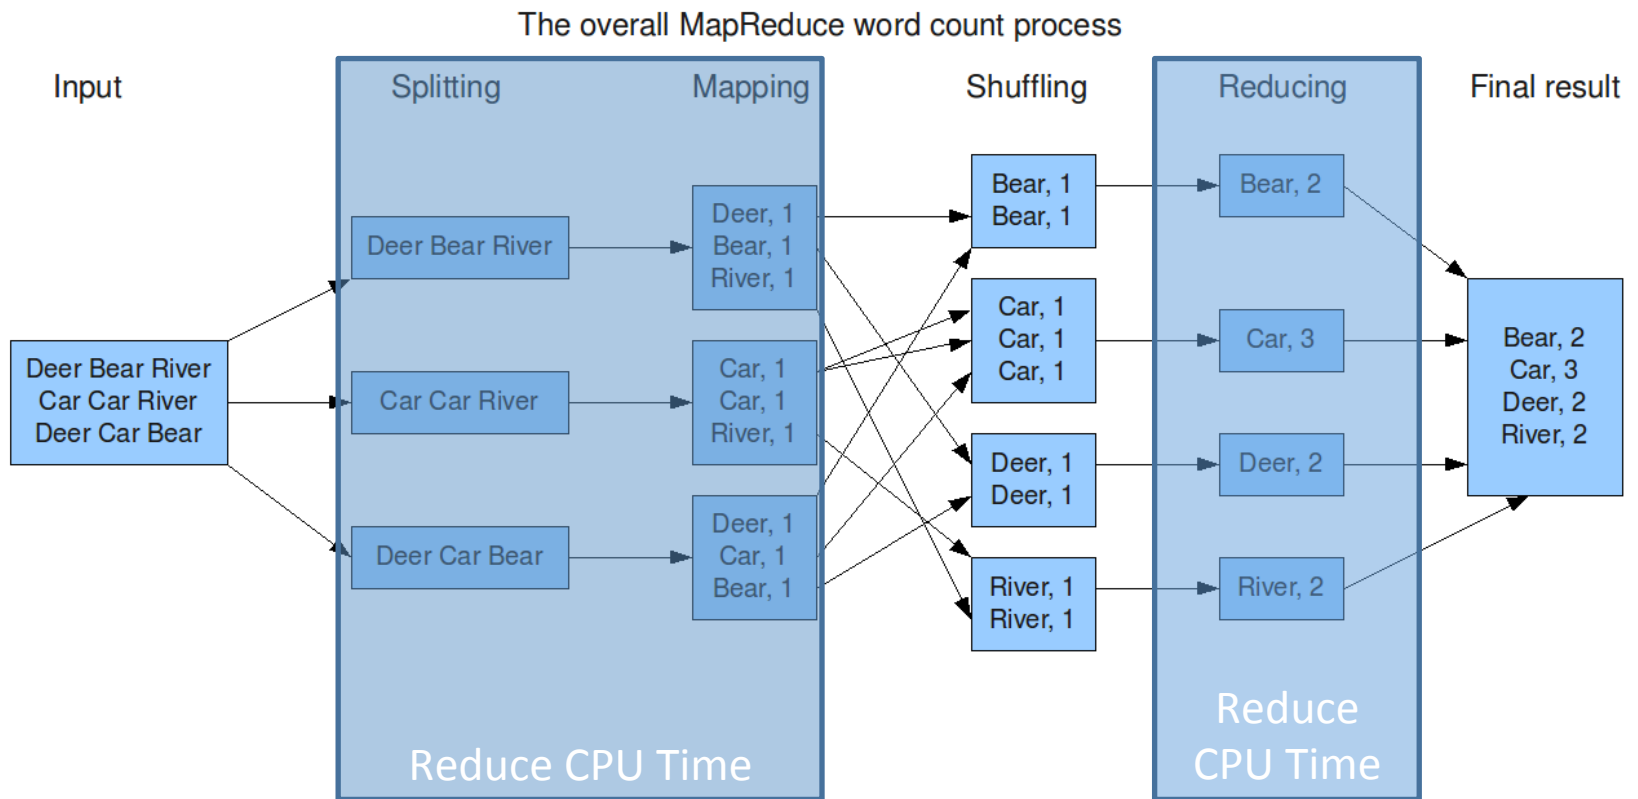 The overall MapReduce word count process
Input
Splitting
Mapping
Shuffling
Reducing
Final result
Deer Bear River
Car Car River
Deer Car Bear
Deer Bear River
Car Car River
Deer Car Bear
Deer, 1
Bear, 1
River, 1
Car, 1
Car, 1
River, 1
Deer, 1
Car, 1
Bear, 1
Bear, 1
Bear, 1
Car, 1
Car, 1
Car, 1
Deer, 1
Deer, 1
River, 1
River, 1
Bear, 2
Car, 3
Deer, 2
River, 2
Bear, 2
Car, 3
Deer, 2
River, 2
Reduce CPU Time
Reduce
CPU Time